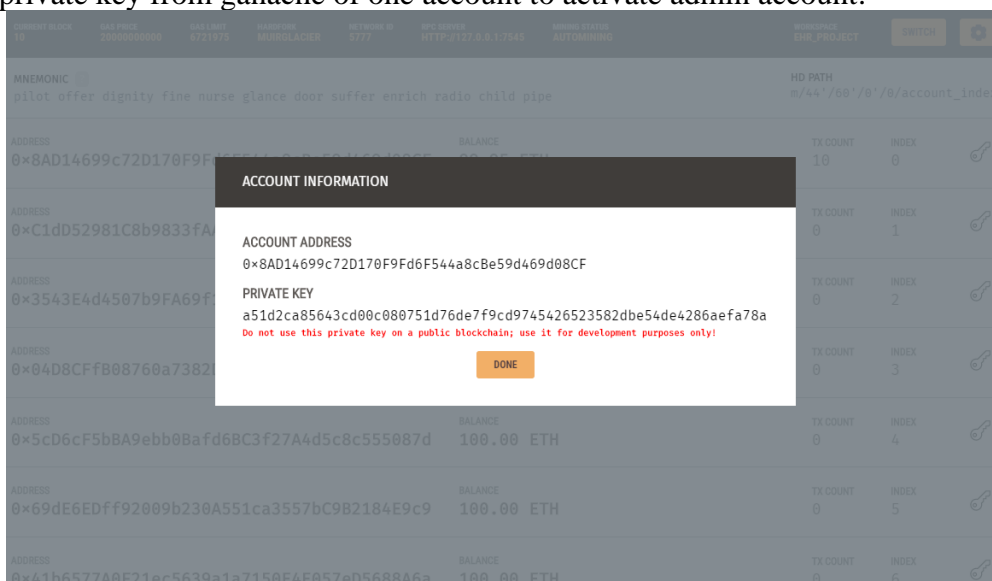 private key from ganache of one account to activate admin account.
CURRENT BLOCK GAS PRICE GAS LIMIT HARDFORK NETWORK ID RPC SERVER MINING STATUS WORKSPACE
10 20000000000 6721975 MUIRGLACIER 5777 HTTP://127.0.0.1:7545 AUTOMINING EHR_PROJECT SWITCH
MNEMONIC HD PATH
pilot offer dignity fine nurse glance door suffer enrich radio child pipe m/44'/60'/0'/0/account_index
ADDRESS BALANCE TX COUNT INDEX
10 0
ACCOUNT INFORMATION
ADDRESS TX COUNT INDEX
0×C1dD52981C8b9833fA 0 1
ACCOUNT ADDRESS
0×8AD14699c72D170F9Fd6F544a8cBe59d469d08CF
ADDRESS TX COUNT INDEX
0×3543E4d4507b9FA69f 0 2
PRIVATE KEY
a51d2ca85643cd00c080751d76de7f9cd9745426523582dbe54de4286aefa78a
Do not use this private key on a public blockchain; use it for development purposes only!
ADDRESS TX COUNT INDEX
0×04D8CFfB08760a7382 0 3
DONE
ADDRESS BALANCE TX COUNT INDEX
0×5cD6cF5bBA9ebb0Bafd6BC3f27A4d5c8c555087d 100.00 ETH 0 4
ADDRESS BALANCE TX COUNT INDEX
0×69dE6EDff92009b230A551ca3557bC9B2184E9c9 100.00 ETH 0 5
ADDRESS BALANCE TX COUNT INDEX
100.00 ETH 0 6